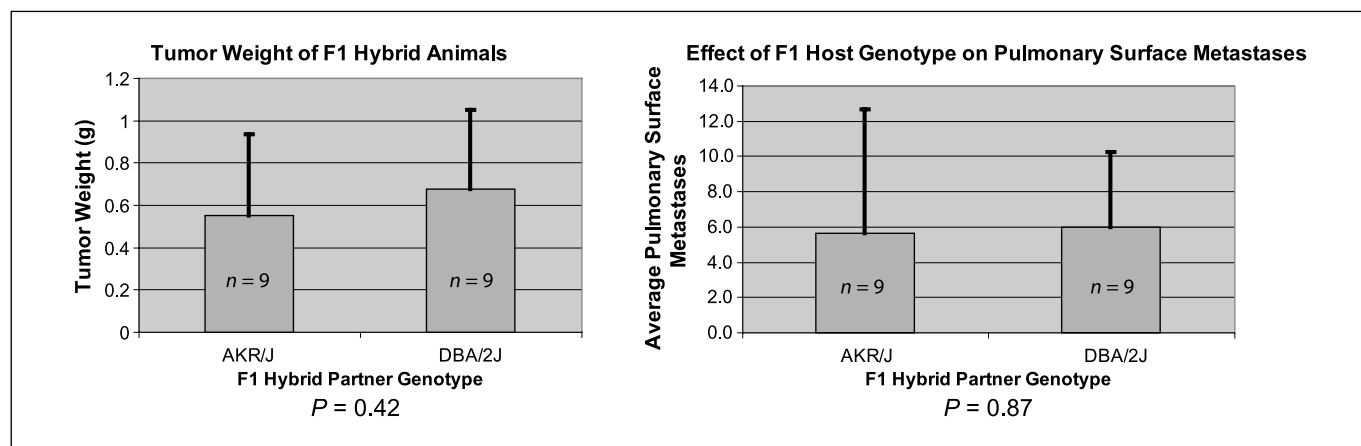 Tumor Weight of F1 Hybrid Animals
Tumor Weight (g)
1.2
1
0.8
0.6
0.4
0.2
0
n = 9
n = 9
AKR/J
DBA/2J
F1 Hybrid Partner Genotype
P = 0.42
Effect of F1 Host Genotype on Pulmonary Surface Metastases
Average Pulmonary Surface
Metastases
14.0
12.0
10.0
8.0
6.0
4.0
2.0
0.0
n = 9
n = 9
AKR/J
DBA/2J
F1 Hybrid Partner Genotype
P = 0.87